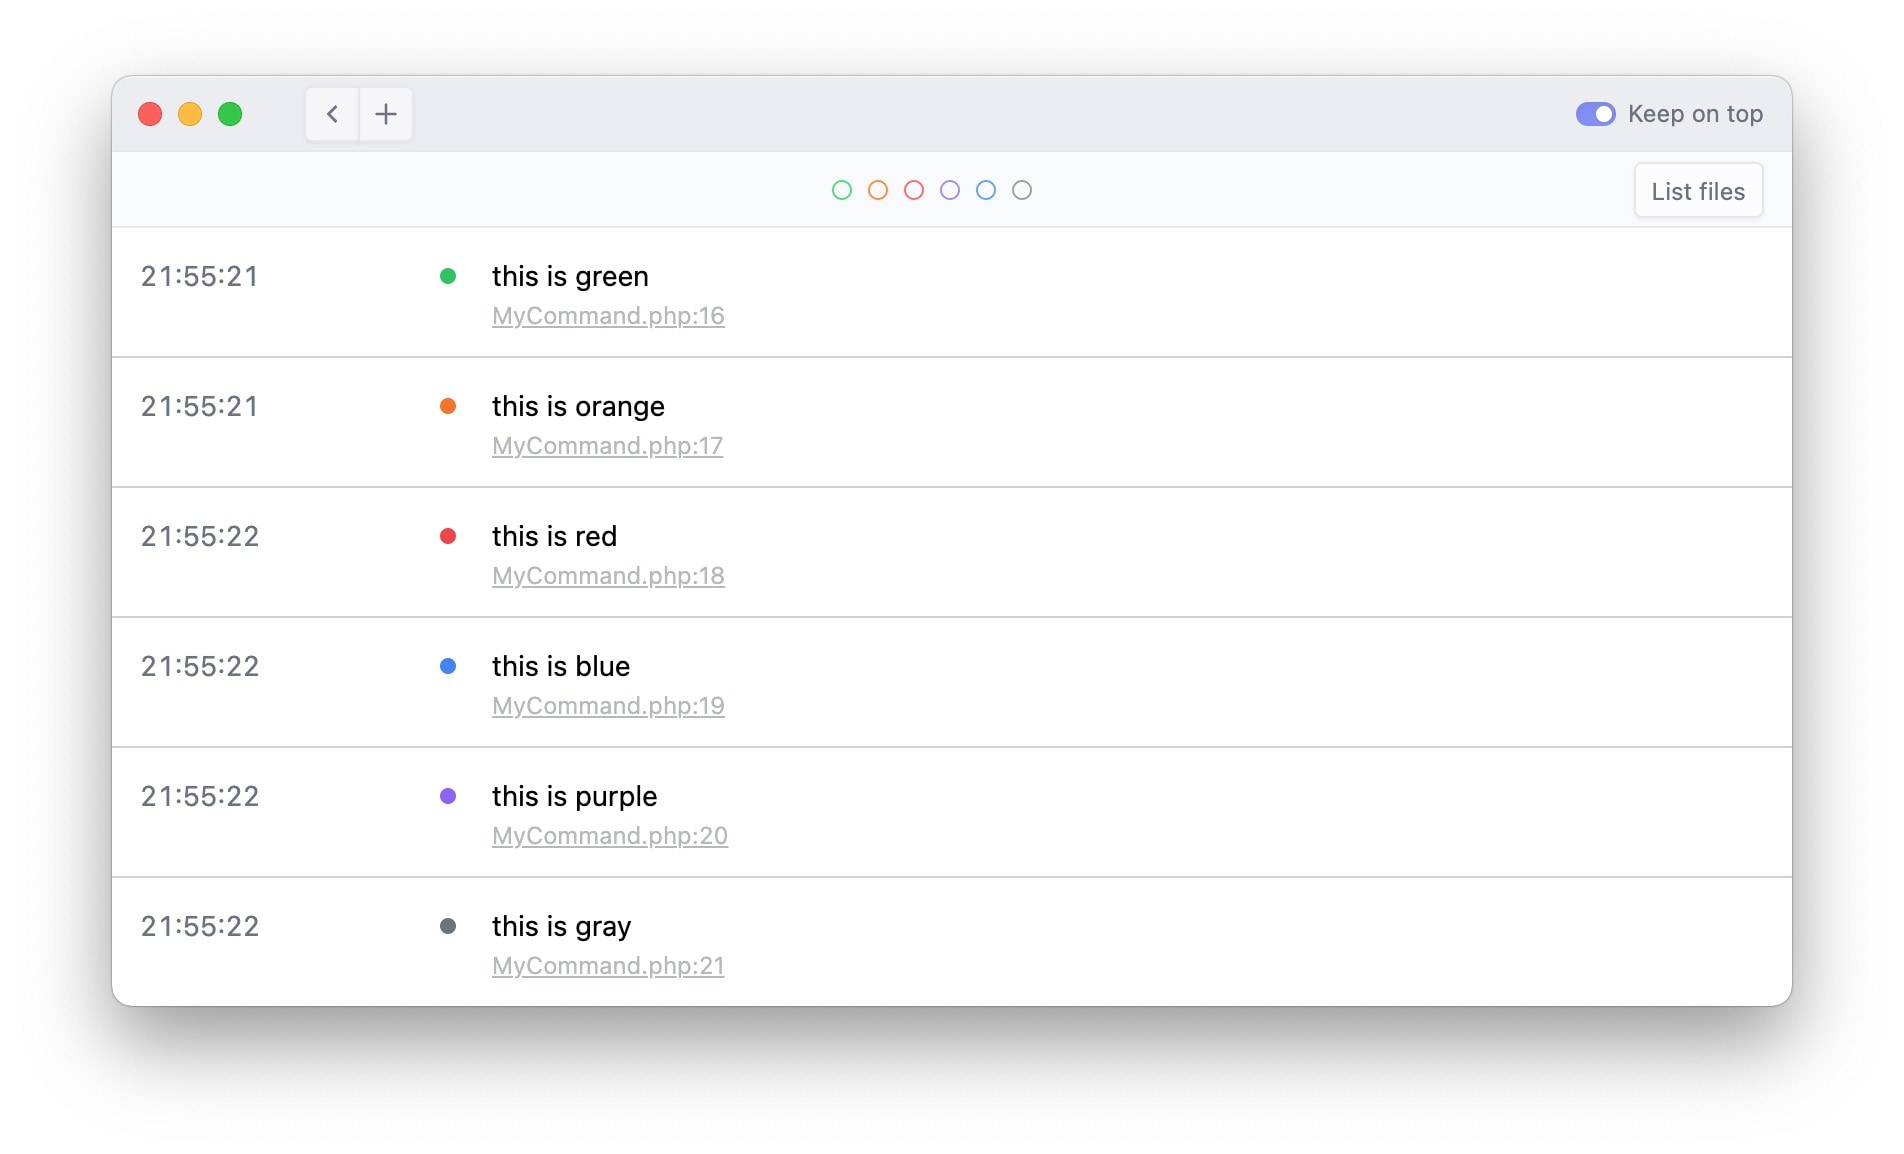 Keep on top
List files
21:55:21
this is green
MyCommand.php:16
21:55:21
this is orange
MyCommand.php:17
21:55:22
this is red
MyCommand.php:18
21:55:22
this is blue
MyCommand.php:19
21:55:22
this is purple
MyCommand.php:20
21:55:22
this is gray
MyCommand.php:21